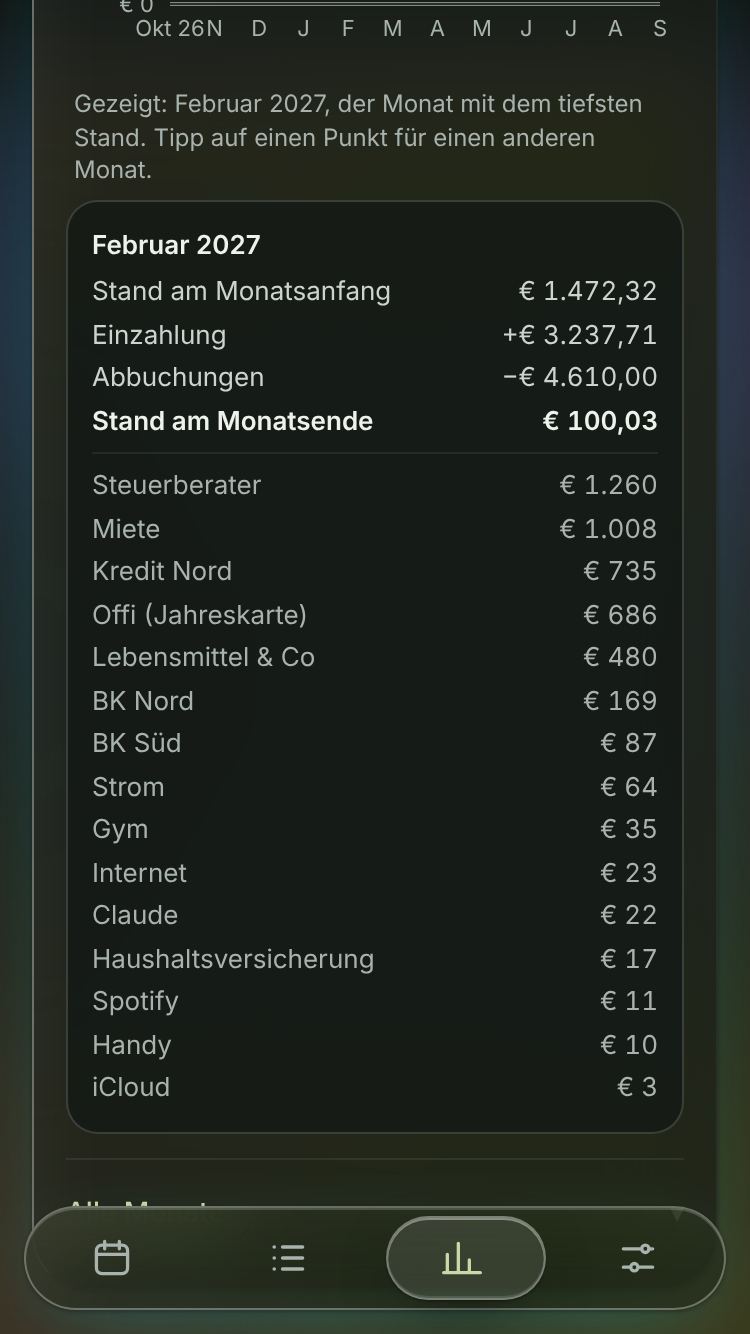 € 0
Okt 26 N D J F M A M J J A S
Gezeigt: Februar 2027, der Monat mit dem tiefsten
Stand. Tipp auf einen Punkt für einen anderen
Monat.
Februar 2027
Stand am Monatsanfang € 1.472,32
Einzahlung +€ 3.237,71
Abbuchungen −€ 4.610,00
Stand am Monatsende € 100,03
Steuerberater € 1.260
Miete € 1.008
Kredit Nord € 735
Offi (Jahreskarte) € 686
Lebensmittel & Co € 480
BK Nord € 169
BK Süd € 87
Strom € 64
Gym € 35
Internet € 23
Claude € 22
Haushaltsversicherung € 17
Spotify € 11
Handy € 10
iCloud € 3